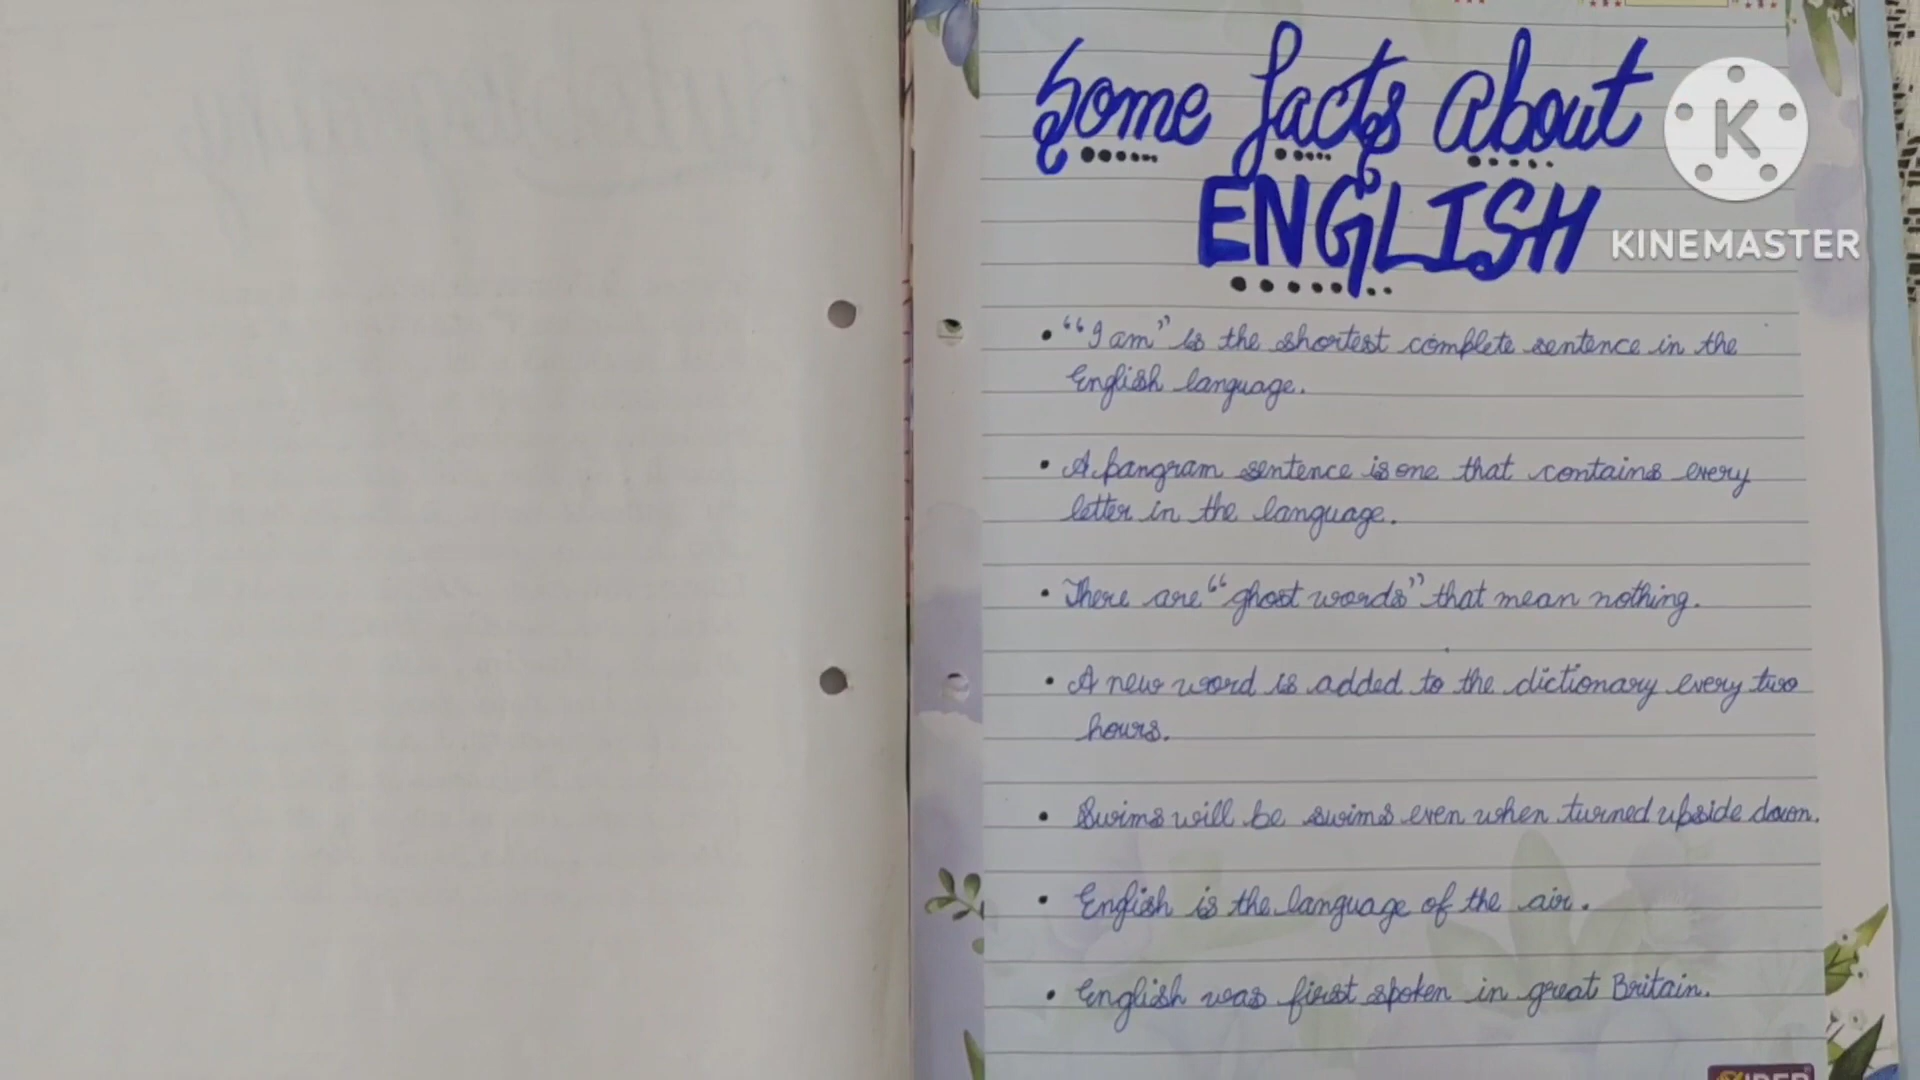 Some facts About
ENGLISH
KINEMASTER
• "I am" is the shortest complete sentence in the
English language.
• A pangram sentence is one that contains every
letter in the language.
• There are "ghost words" that mean nothing.
• A new word is added to the dictionary every two
hours.
• Swims will be swims even when turned upside down.
• English is the language of the air.
• English was first spoken in great Britain.